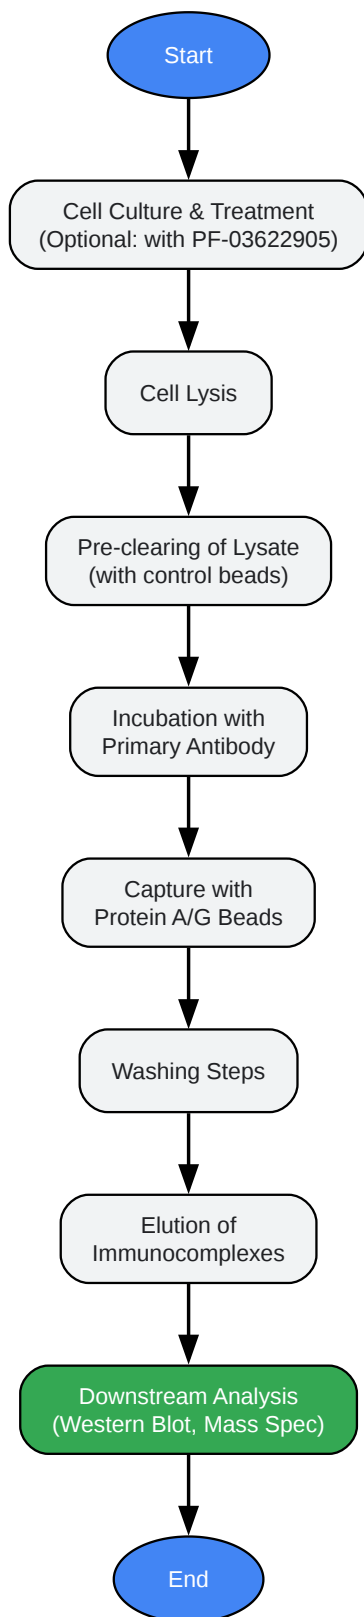 Start
Cell Culture & Treatment
(Optional: with PF-03622905)
Cell Lysis
Pre-clearing of Lysate
(with control beads)
Incubation with
Primary Antibody
Capture with
Protein A/G Beads
Washing Steps
Elution of
Immunocomplexes
Downstream Analysis
(Western Blot, Mass Spec)
End